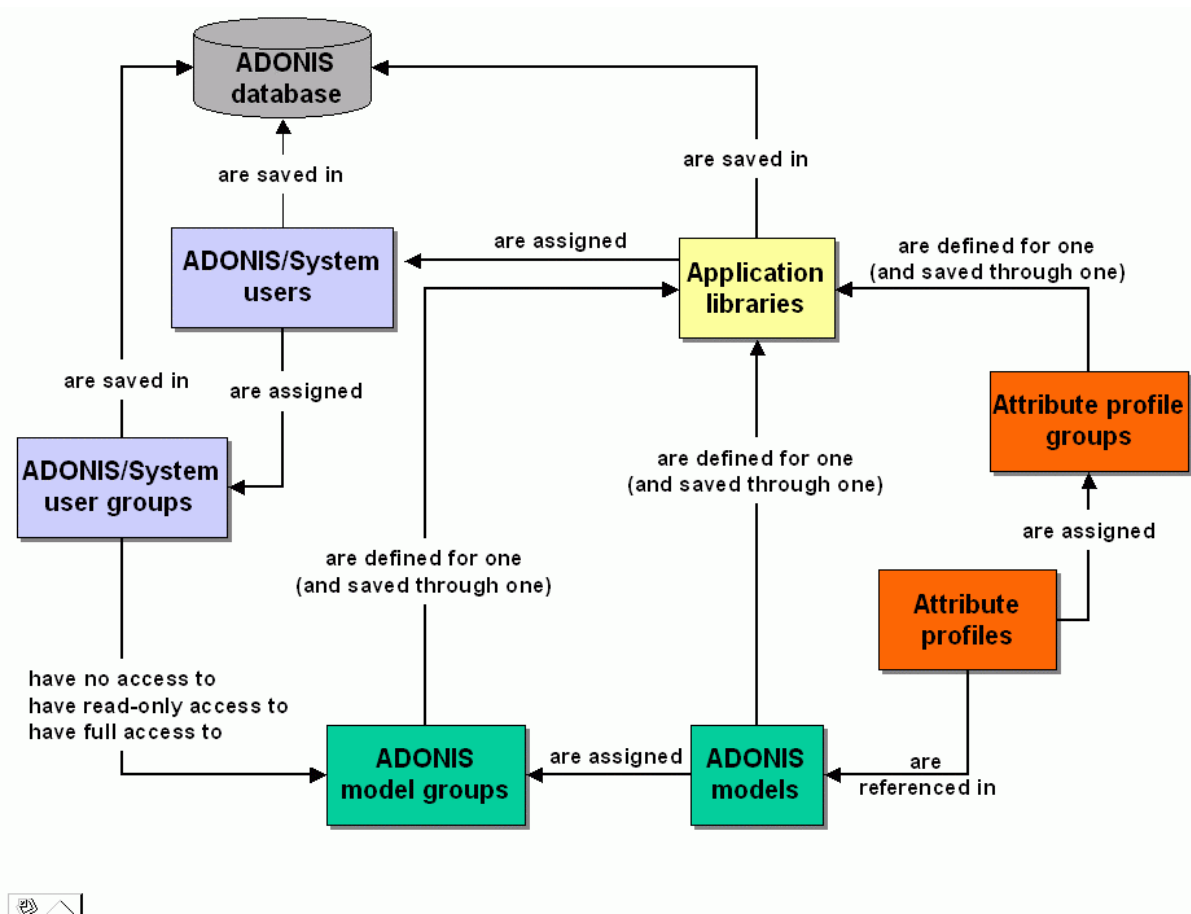 ADONIS
database
are saved in
are saved in
ADONIS/System
users
are assigned
Application
libraries
are defined for one
(and saved through one)
are saved in
are assigned
Attribute profile
groups
ADONIS/System
user groups
are defined for one
(and saved through one)
are assigned
are defined for one
(and saved through one)
Attribute
profiles
have no access to
have read-only access to
have full access to
ADONIS
model groups
are assigned
ADONIS
models
are
referenced in